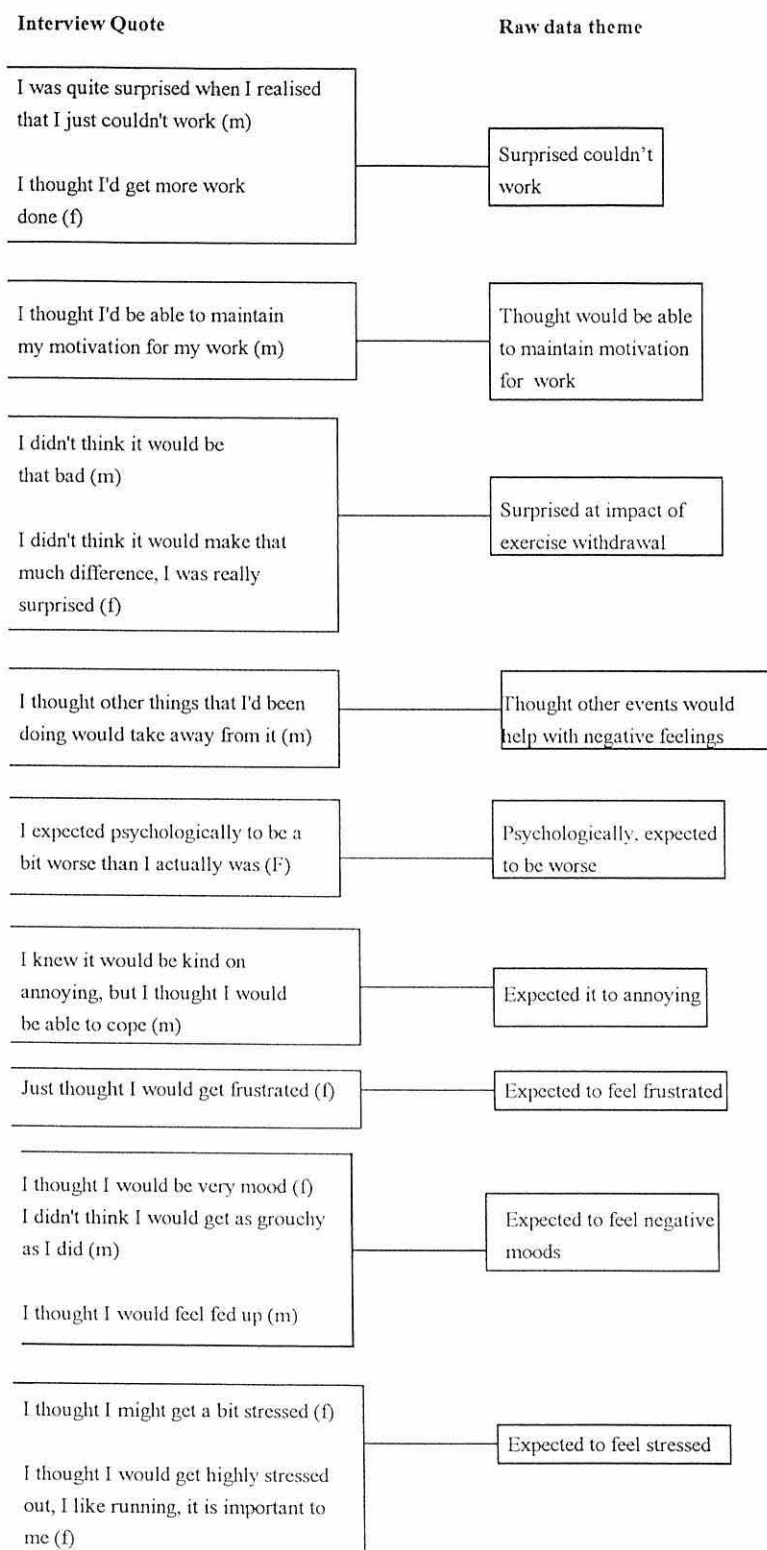 Interview Quote
Raw data theme
I was quite surprised when I realised
that I just couldn't work (m)
I thought I'd get more work
done (f)
Surprised couldn't
work
I thought I'd be able to maintain
my motivation for my work (m)
Thought would be able
to maintain motivation
for work
I didn't think it would be
that bad (m)
I didn't think it would make that
much difference, I was really
surprised (f)
Surprised at impact of
exercise withdrawal
I thought other things that I'd been
doing would take away from it (m)
Thought other events would
help with negative feelings
I expected psychologically to be a
bit worse than I actually was (F)
Psychologically, expected
to be worse
I knew it would be kind on
annoying, but I thought I would
be able to cope (m)
Expected it to annoying
Just thought I would get frustrated (f)
Expected to feel frustrated
I thought I would be very mood (f)
I didn't think I would get as grouchy
as I did (m)
I thought I would feel fed up (m)
Expected to feel negative
moods
I thought I might get a bit stressed (f)
I thought I would get highly stressed
out, I like running, it is important to
me (f)
Expected to feel stressed